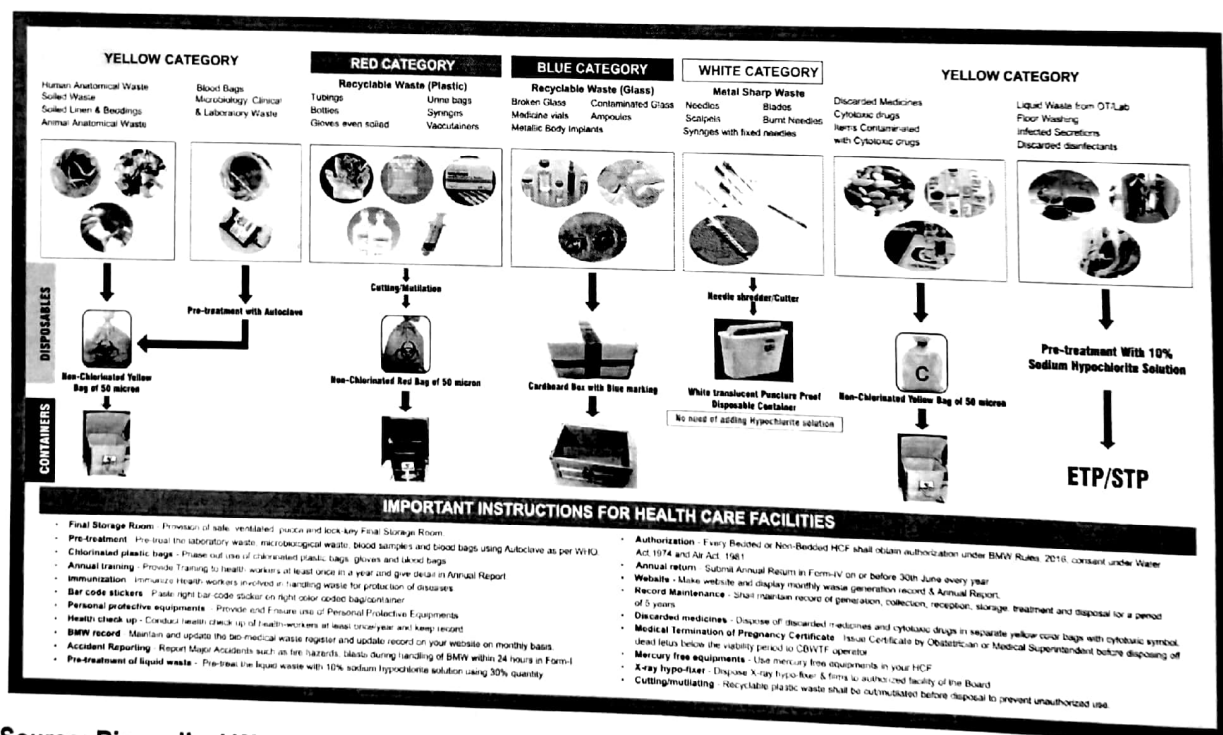 YELLOW CATEGORY
Human Anatomical Waste
Soiled Waste
Soiled Linen & Beddings
Animal Anatomical Waste
Blood Bags
Microbiology, Clinical
& Laboratory Waste
Pre-treatment with Autoclave
Non-Chlorinated Yellow
Bag of 50 micron
RED CATEGORY
Recyclable Waste (Plastic)
Tubings
Bottles
Gloves even soiled
Urine bags
Syringes
Vaccutainers
Cutting/Mutilation
Non-Chlorinated Red Bag of 50 micron
BLUE CATEGORY
Recyclable Waste (Glass)
Broken Glass
Medicine vials
Metallic Body Implants
Contaminated Glass
Ampoules
Cardboard Box with Blue marking
WHITE CATEGORY
Metal Sharp Waste
Needles
Scalpels
Syringes with fixed needles
Blades
Burnt Needles
Needle shredder/Cutter
White translucent Puncture Proof
Disposable Container
No need of adding Hypochlorite solution
YELLOW CATEGORY
Discarded Medicines
Cytotoxic drugs
Items Contaminated
with Cytotoxic drugs
C
Non-Chlorinated Yellow Bag of 50 micron
Liquid Waste from OT/Lab
Floor Washing
Infected Secretions
Discarded disinfectants
Pre-treatment With 10%
Sodium Hypochlorite Solution
ETP/STP
DISPOSABLES
CONTAINERS
IMPORTANT INSTRUCTIONS FOR HEALTH CARE FACILITIES
• Final Storage Room - Provision of safe, ventilated, pucca and lock-key Final Storage Room
• Pre-treatment - Pre-treat the laboratory waste, microbiological waste, blood samples and blood bags using Autoclave as per WHO.
• Chlorinated plastic bags - Phase out use of chlorinated plastic bags, gloves and blood bags
• Annual training - Provide Training to health workers at least once in a year and give detail in Annual Report
• Immunization - Immunize Health workers involved in handling waste for protection of diseases
• Bar code stickers - Paste right bar code sticker on right color coded bag/container
• Personal protective equipments - Provide and Ensure use of Personal Protective Equipments
• Health check up - Conduct health check up of health-workers at least once/year and keep record
• BMW record - Maintain and update the bio-medical waste register and update record on your website on monthly basis.
• Accident Reporting - Report Major Accidents such as fire hazards, blasts during handling of BMW within 24 hours in Form-I
• Pre-treatment of liquid waste - Pre-treat the liquid waste with 10% sodium hypochlorite solution using 30% quantity
• Authorization - Every Bedded or Non-Bedded HCF shall obtain authorization under BMW Rules, 2016, consent under Water
Act,1974 and Air Act, 1981
• Annual return - Submit Annual Return in Form-IV on or before 30th June every year
• Website - Make website and display monthly waste generation record & Annual Report.
• Record Maintenance - Shall maintain record of generation, collection, reception, storage, treatment and disposal for a period
of 5 years
• Discarded medicines - Dispose of discarded medicines and cytotoxic drugs in separate yellow color bags with cytotoxic symbol.
• Medical Termination of Pregnancy Certificate - Issue Certificate by Obstetrician or Medical Superintendent before disposing off
dead fetus below the viability period to CBWTF operator
• Mercury free equipments - Use mercury free equipments in your HCF
• X-ray hypo-fixer - Dispose X-ray hypo-fixer & films to authorized facility of the Board
• Cutting/mutilating - Recyclable plastic waste shall be cut/mutilated before disposal to prevent unauthorized use.